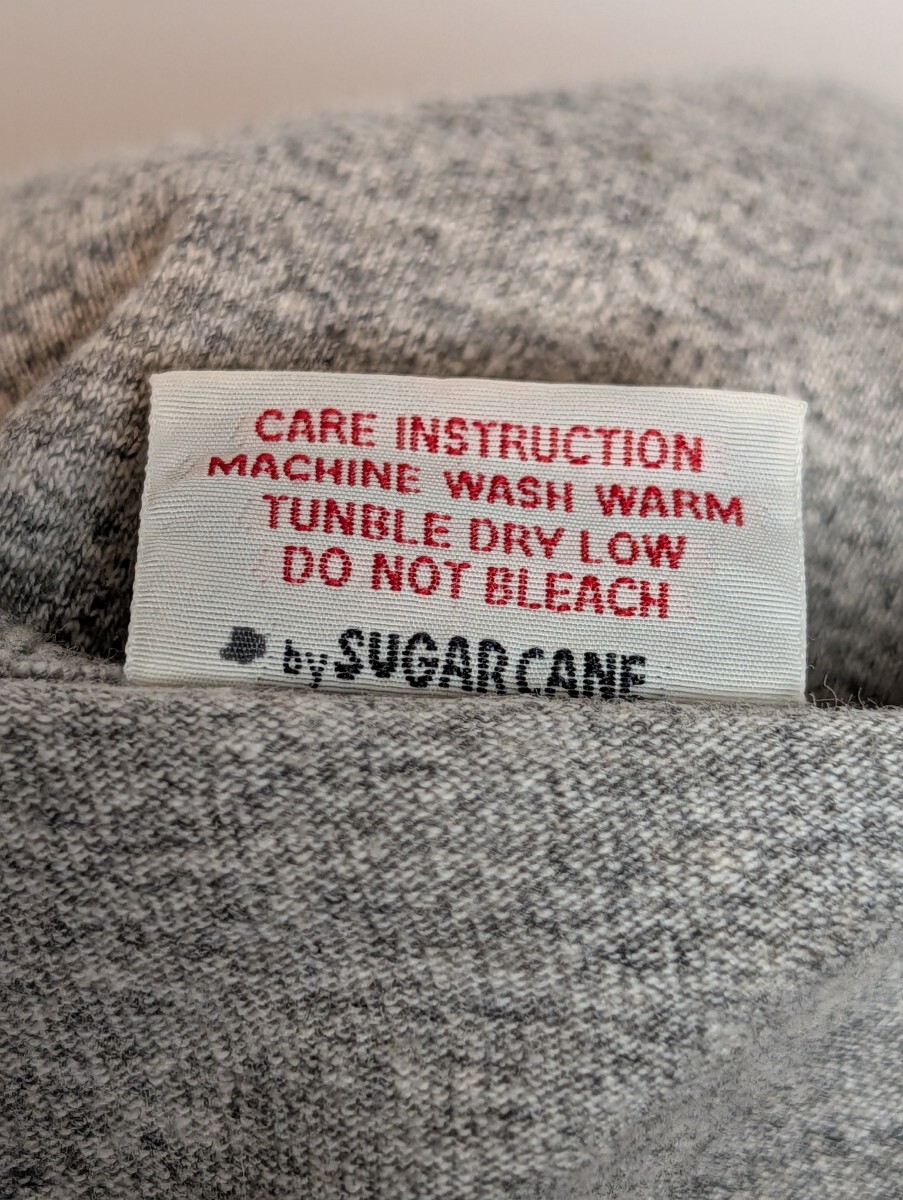 CARE INSTRUCTION
MACHINE WASH WARM
TUNBLE DRY LOW
DO NOT BLEACH
by SUGAR CANE